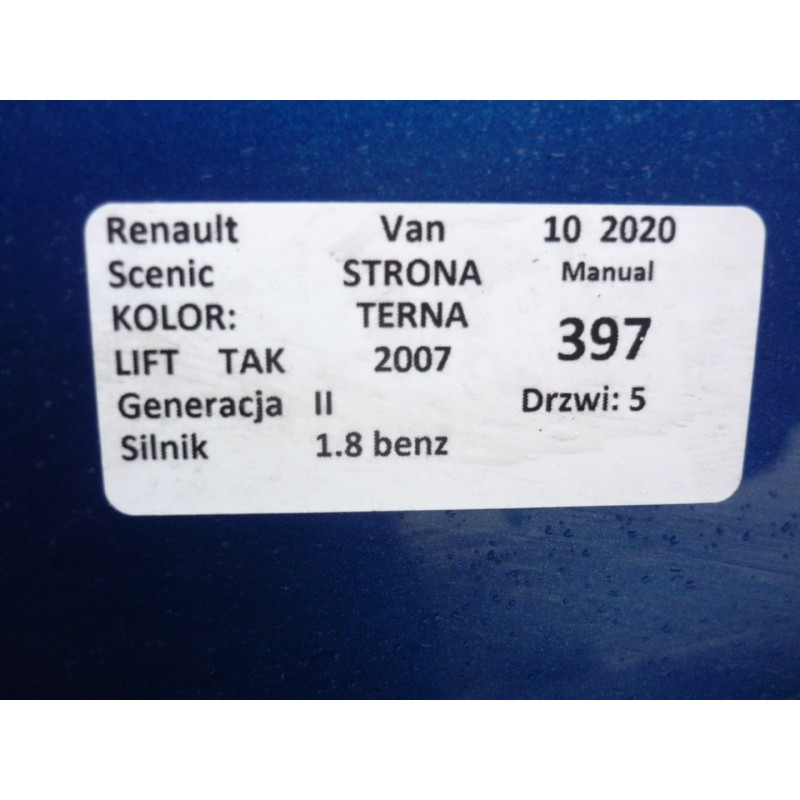 Renault Van 10 2020
Scenic STRONA Manual
KOLOR: TERNA 397
LIFT TAK 2007
Generacja II Drzwi: 5
Silnik 1.8 benz